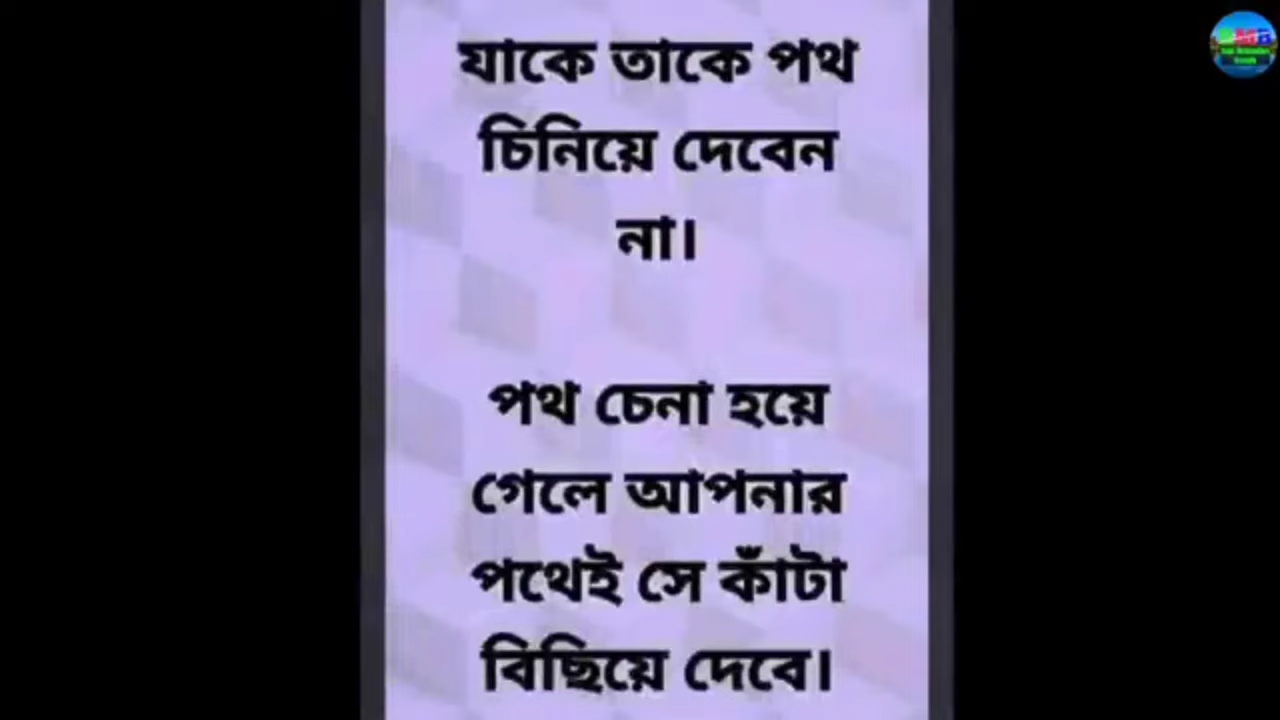 যাকে তাকে পথ
চিনিয়ে দেবেন
না।
পথ চেনা হয়ে
গেলে আপনার
পথেই সে কাঁটা
বিছিয়ে দেবে।